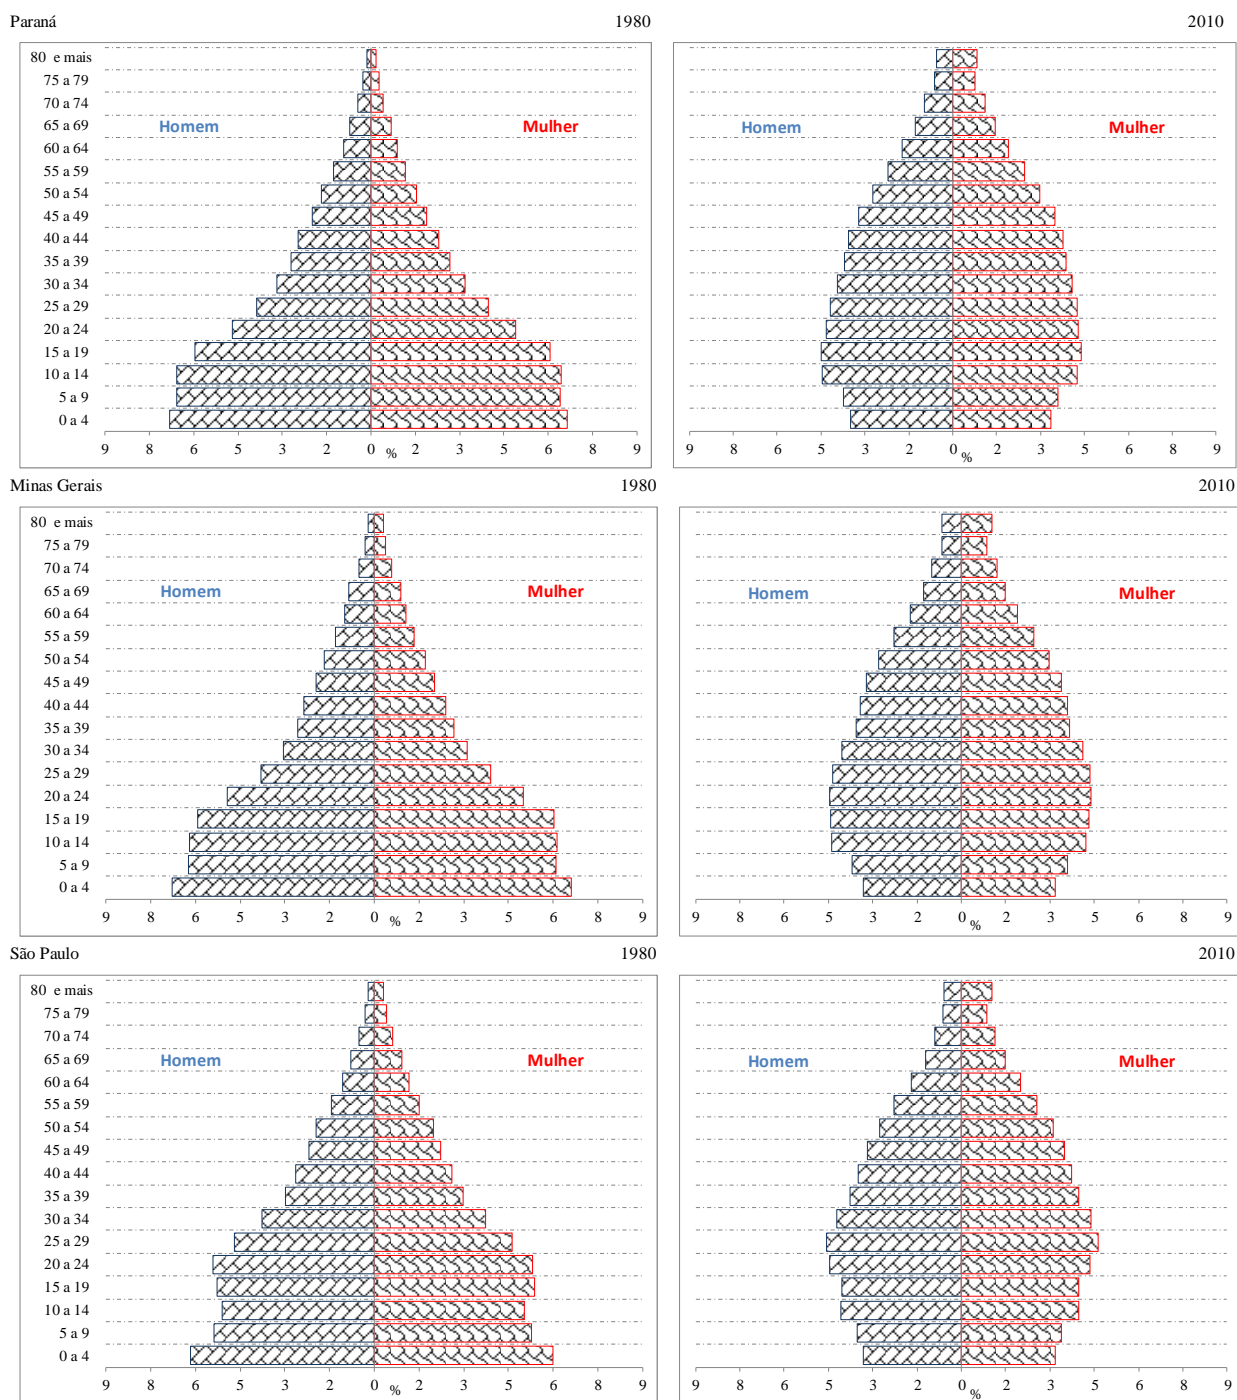 Paraná 1980 2010
80 e mais
75 a 79
70 a 74
65 a 69 Homem Mulher Homem Mulher
60 a 64
55 a 59
50 a 54
45 a 49
40 a 44
35 a 39
30 a 34
25 a 29
20 a 24
15 a 19
10 a 14
5 a 9
0 a 4
9 8 6 5 3 2 0 2 3 5 6 8 9 9 8 6 5 3 2 0 2 3 5 6 8 9
% %
Minas Gerais 1980 2010
80 e mais
75 a 79
70 a 74
65 a 69 Homem Mulher Homem Mulher
60 a 64
55 a 59
50 a 54
45 a 49
40 a 44
35 a 39
30 a 34
25 a 29
20 a 24
15 a 19
10 a 14
5 a 9
0 a 4
9 8 6 5 3 2 0 2 3 5 6 8 9 9 8 6 5 3 2 0 2 3 5 6 8 9
% %
São Paulo 1980 2010
80 e mais
75 a 79
70 a 74
65 a 69 Homem Mulher Homem Mulher
60 a 64
55 a 59
50 a 54
45 a 49
40 a 44
35 a 39
30 a 34
25 a 29
20 a 24
15 a 19
10 a 14
5 a 9
0 a 4
9 8 6 5 3 2 0 2 3 5 6 8 9 9 8 6 5 3 2 0 2 3 5 6 8 9
% %